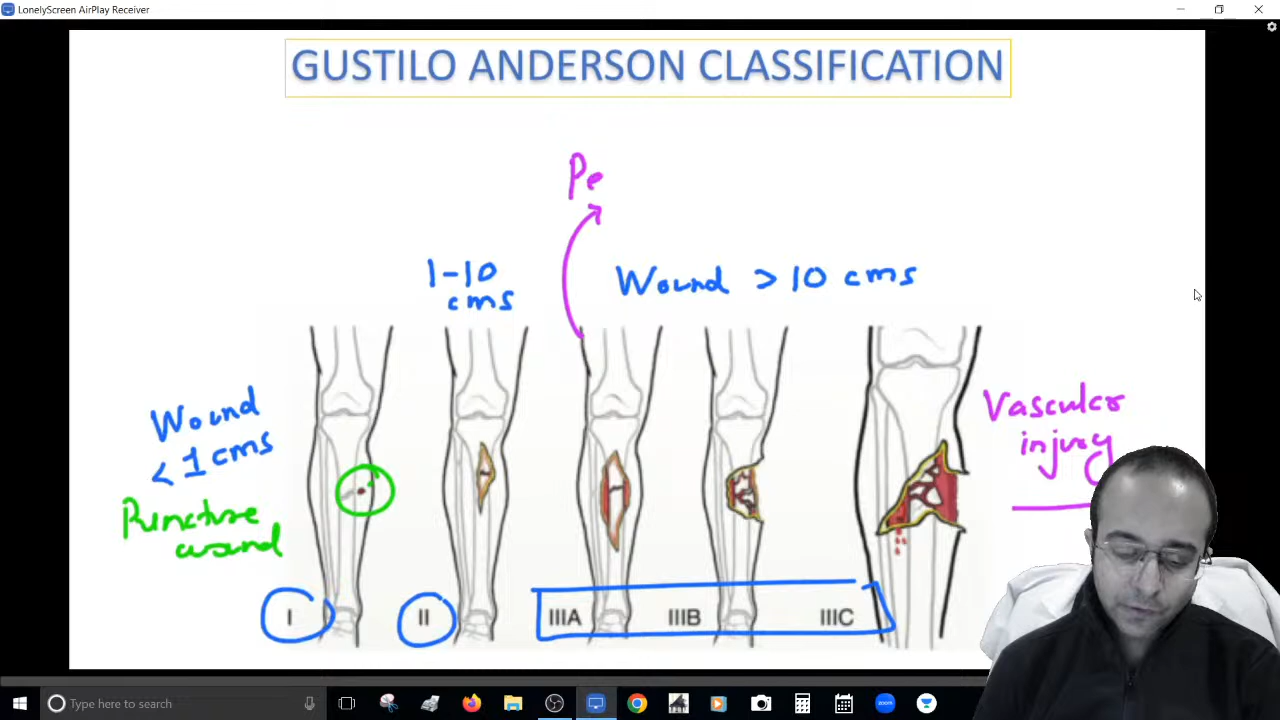 LonelyScreen AirPlay Receiver
GUSTILO ANDERSON CLASSIFICATION
Pe
1-10
cms
Wound > 10 cms
Wound
< 1 cms
Puncture
wound
Vascular
injury
I
II
IIIA
IIIB
IIIC
Type here to search
zoom